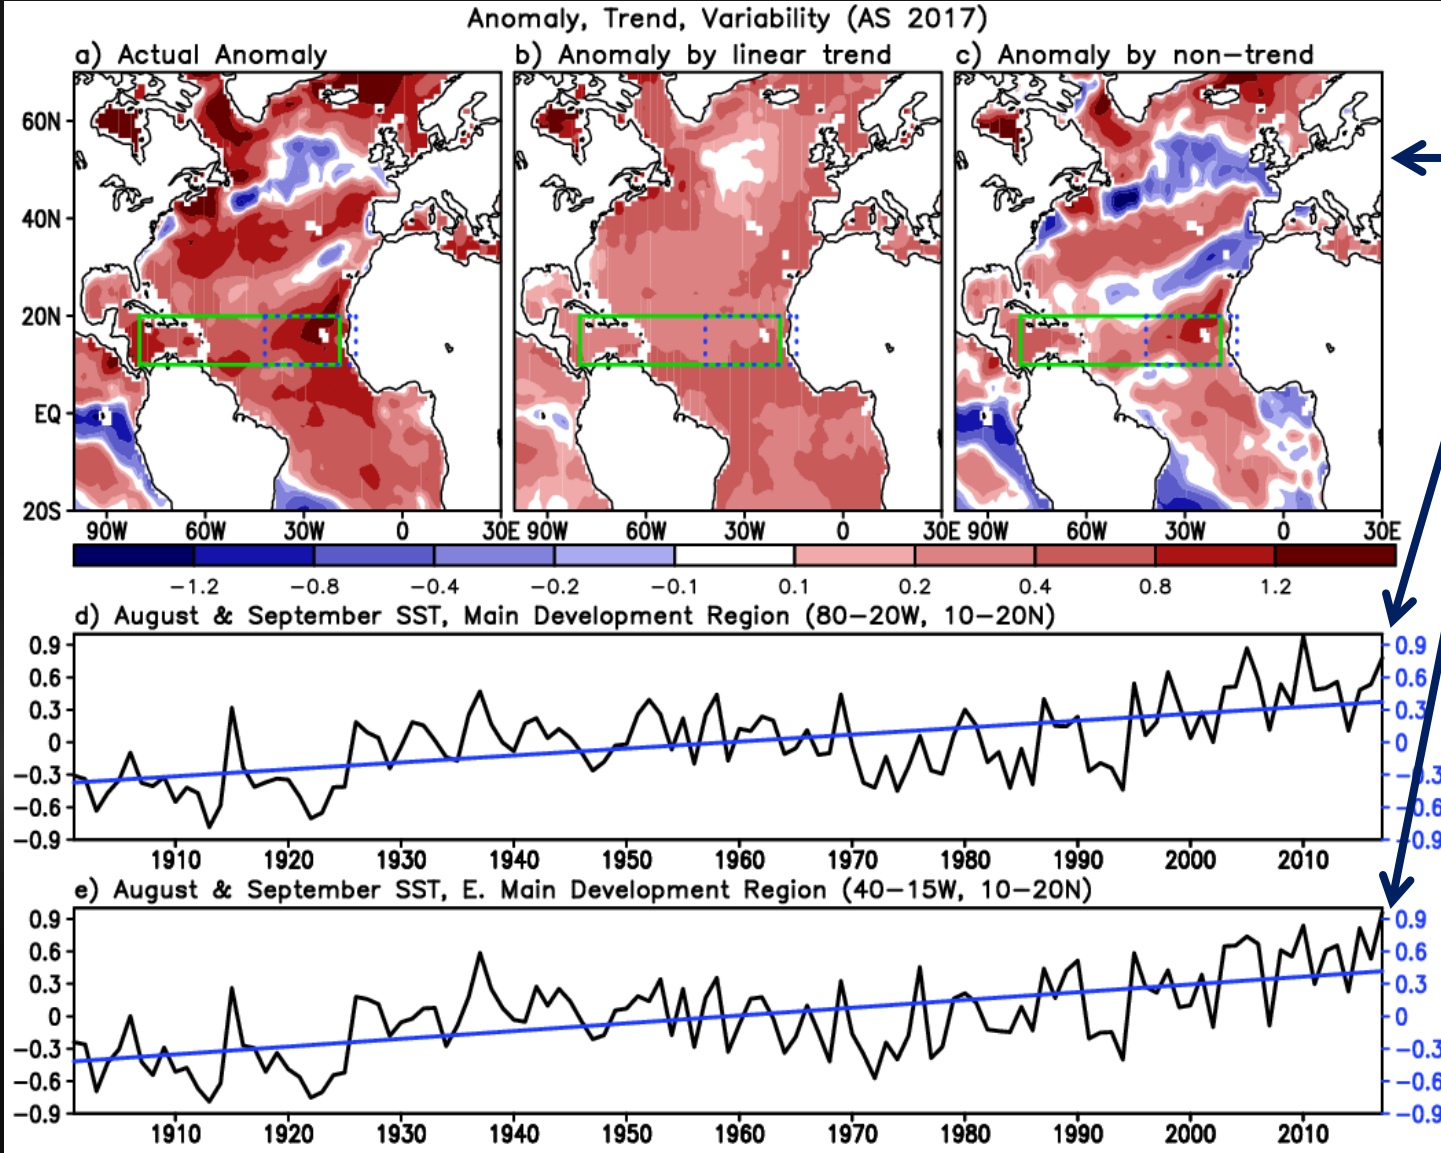 Anomaly, Trend, Variability (AS 2017)
a) Actual Anomaly
b) Anomaly by linear trend
c) Anomaly by non-trend
60N
40N
20N
EQ
20S
90W 60W 30W 0 30E
90W 60W 30W 0 30E
90W 60W 30W 0 30E
-1.2 -0.8 -0.4 -0.2 -0.1 0.1 0.2 0.4 0.8 1.2
d) August & September SST, Main Development Region (80-20W, 10-20N)
0.9 0.9
0.6 0.6
0.3 0.3
0 0
-0.3 -0.3
-0.6 -0.6
-0.9 -0.9
1910 1920 1930 1940 1950 1960 1970 1980 1990 2000 2010
e) August & September SST, E. Main Development Region (40-15W, 10-20N)
0.9 0.9
0.6 0.6
0.3 0.3
0 0
-0.3 -0.3
-0.6 -0.6
-0.9 -0.9
1910 1920 1930 1940 1950 1960 1970 1980 1990 2000 2010